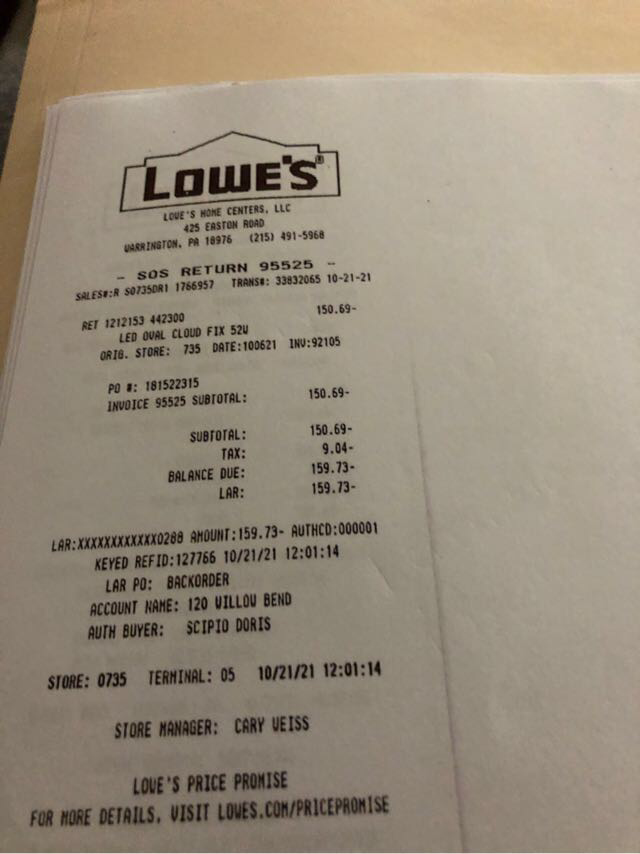 LOWE'S®
LOWE'S HOME CENTERS, LLC
425 EASTON ROAD
WARRINGTON, PA 18976 (215) 491-5968
- SOS RETURN 95525 -
SALES#:R S0735DR1 1766957 TRANS#: 33832065 10-21-21
RET 1212153 442300 150.69-
LED OVAL CLOUD FIX 52W
ORIG. STORE: 735 DATE:100621 INV:92105
PO #: 181522315
INVOICE 95525 SUBTOTAL: 150.69-
SUBTOTAL: 150.69-
TAX: 9.04-
BALANCE DUE: 159.73-
LAR: 159.73-
LAR:XXXXXXXXXXXX0288 AMOUNT:159.73- AUTHCD:000001
KEYED REFID:127766 10/21/21 12:01:14
LAR PO: BACKORDER
ACCOUNT NAME: 120 WILLOW BEND
AUTH BUYER: SCIPIO DORIS
STORE: 0735 TERMINAL: 05 10/21/21 12:01:14
STORE MANAGER: CARY WEISS
LOWE'S PRICE PROMISE
FOR MORE DETAILS, VISIT LOWES.COM/PRICEPROMISE